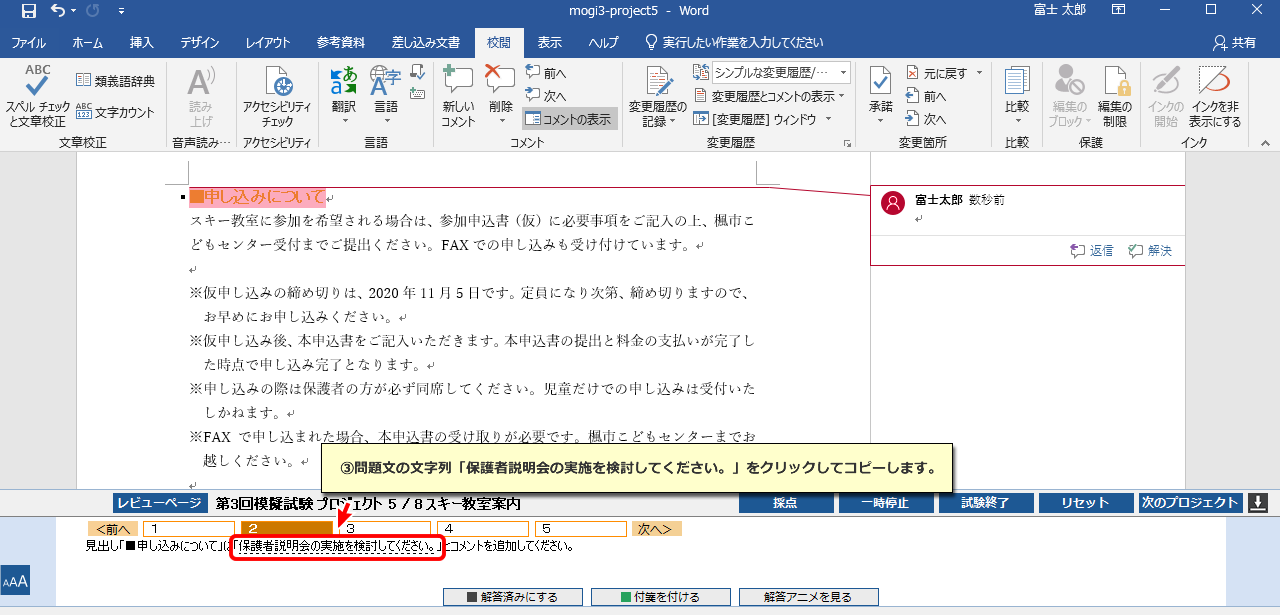 mogi3-project5 - Word
富士 太郎
ファイル ホーム 挿入 デザイン レイアウト 参考資料 差し込み文書 校閲 表示 ヘルプ 実行したい作業を入力してください 共有
ABC
スペル チェック
と文章校正
類義語辞典
ABC
123
文字カウント
文章校正
A
読み
上げ
音声読み…
アクセシビリティ
チェック
アクセシビリティ
あ
a
翻訳
A字
言語
言語
新しい
コメント
削除
前へ
次へ
コメントの表示
コメント
変更履歴の
記録
シンプルな変更履歴/…
変更履歴とコメントの表示
[変更履歴] ウィンドウ
変更履歴
承諾
元に戻す
前へ
次へ
変更箇所
比較
比較
編集の
ブロック
編集の
制限
保護
インクの
開始
インクを非
表示にする
インク
■申し込みについて
スキー教室に参加を希望される場合は、参加申込書（仮）に必要事項をご記入の上、楓市こ
どもセンター受付までご提出ください。FAX での申し込みも受け付けています。
※仮申し込みの締め切りは、2020 年 11 月 5 日です。定員になり次第、締め切りますので、
お早めにお申し込みください。
※仮申し込み後、本申込書をご記入いただきます。本申込書の提出と料金の支払いが完了し
た時点で申し込み完了となります。
※申し込みの際は保護者の方が必ず同席してください。児童だけでの申し込みは受付いた
しかねます。
※FAX で申し込まれた場合、本申込書の受け取りが必要です。楓市こどもセンターまでお
越しください。
富士太郎 数秒前
返信 解決
③問題文の文字列「保護者説明会の実施を検討してください。」をクリックしてコピーします。
レビューページ 第3回模擬試験 プロジェクト 5 / 8 スキー教室案内 採点 一時停止 試験終了 リセット 次のプロジェクト
<前へ 1 2 3 4 5 次へ>
見出し「■申し込みについて」に「保護者説明会の実施を検討してください。」とコメントを追加してください。
AAA
解答済みにする 付箋を付ける 解答アニメを見る